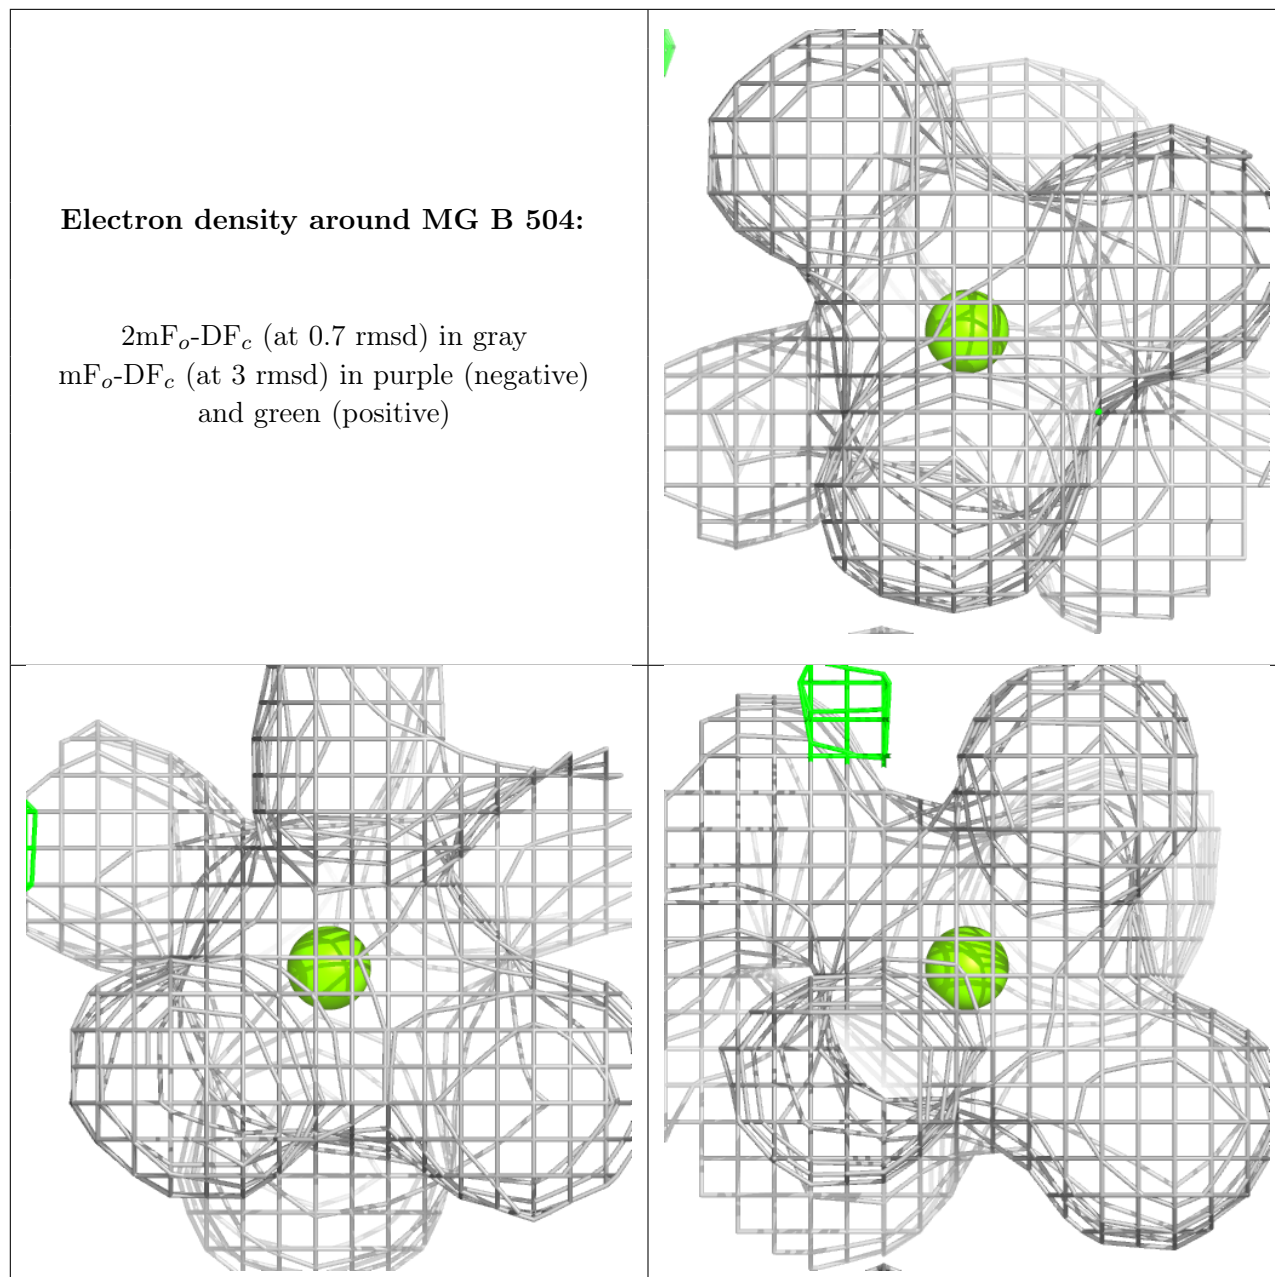 Electron density around MG B 504:
2mFo-DFc (at 0.7 rmsd) in gray
mFo-DFc (at 3 rmsd) in purple (negative)
and green (positive)